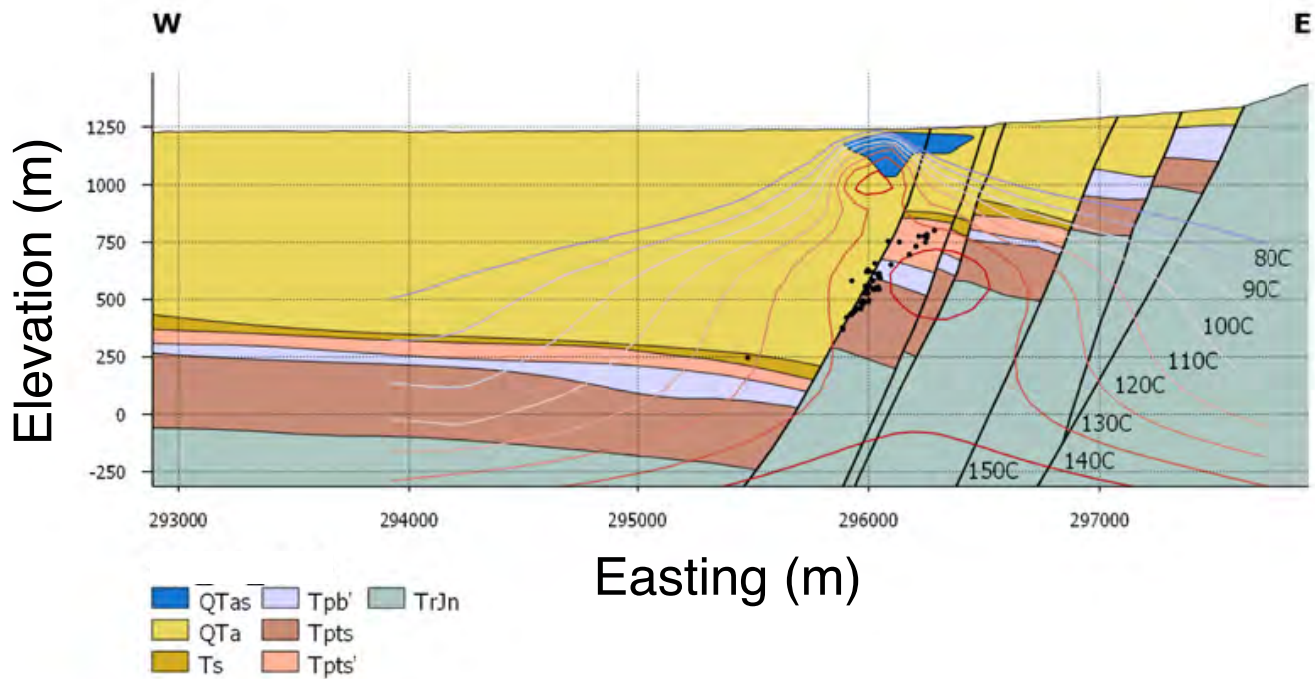 W E
1250
1000
750
500
250
0
-250
Elevation (m)
80C
90C
100C
110C
120C
130C
140C
150C
293000 294000 295000 296000 297000
Easting (m)
QTas Tpb' TrJn
QTa Tpts
Ts Tpts'